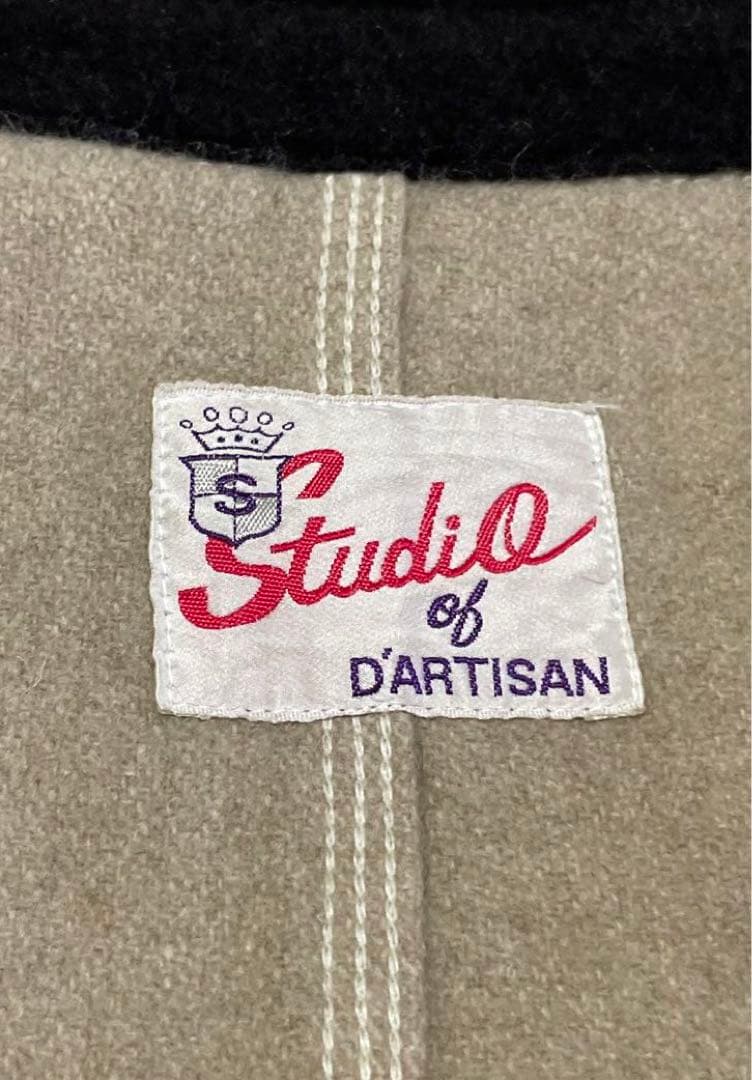 S
StudiO
of
D'ARTISAN